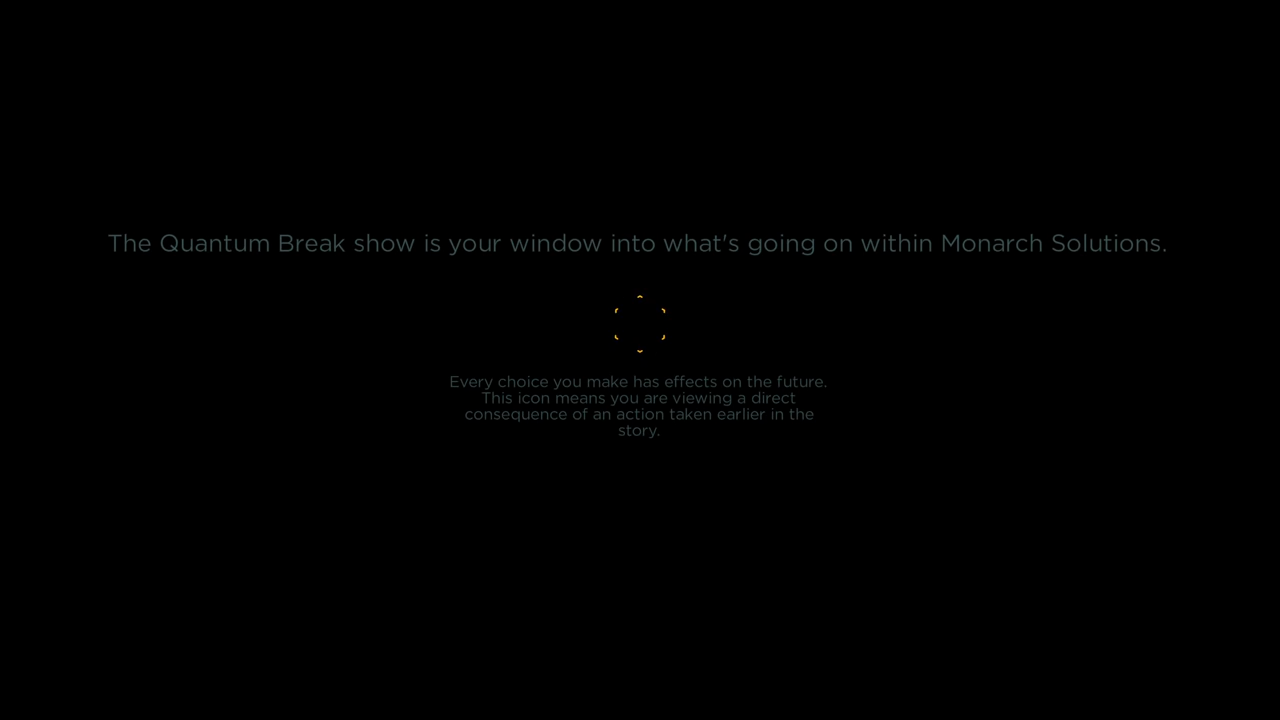 The Quantum Break show is your window into what's going on within Monarch Solutions.
Every choice you make has effects on the future.
This icon means you are viewing a direct
consequence of an action taken earlier in the
story.